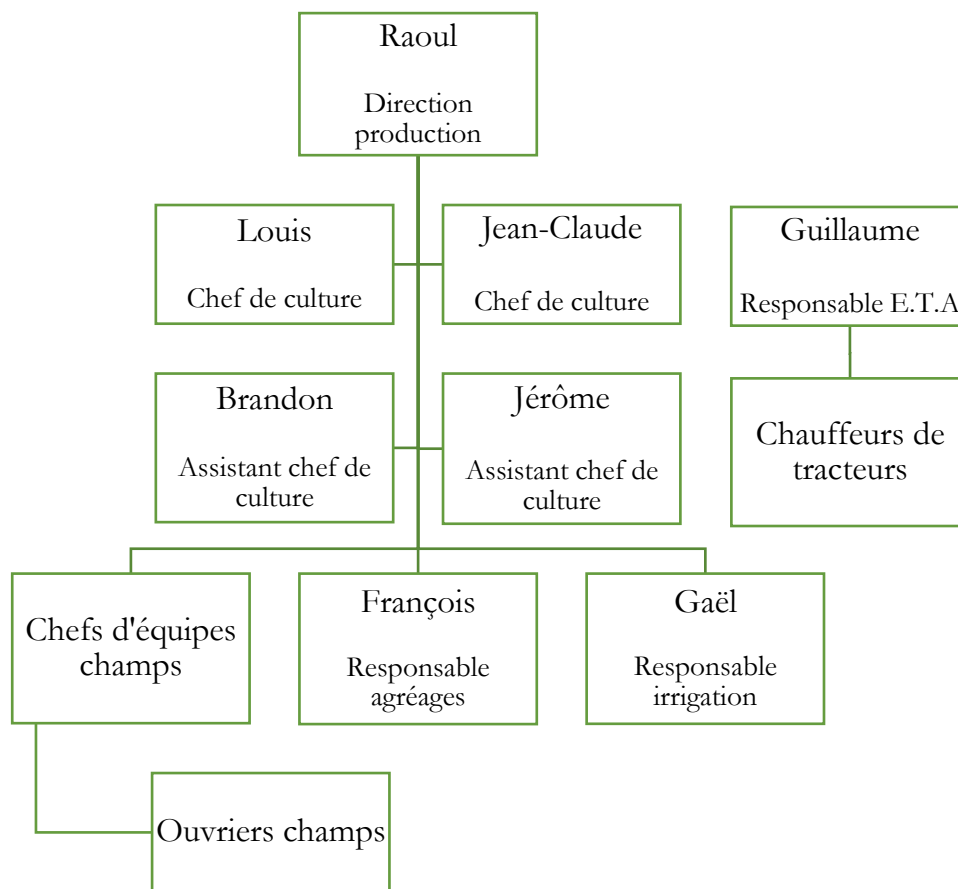 Raoul
Direction
production
Louis
Chef de culture
Jean-Claude
Chef de culture
Guillaume
Responsable E.T.A
Brandon
Assistant chef de
culture
Jérôme
Assistant chef de
culture
Chauffeurs de
tracteurs
Chefs d'équipes
champs
François
Responsable
agréages
Gaël
Responsable
irrigation
Ouvriers champs